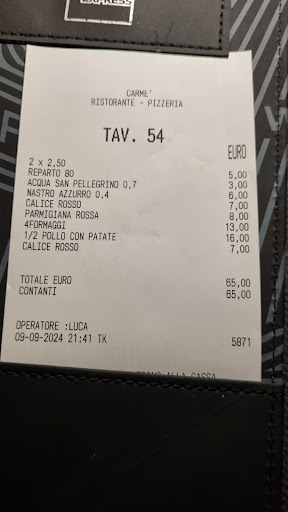 EXPRESS
CARME'
RISTORANTE - PIZZERIA
TAV. 54
EURO
2 x 2,50
REPARTO 80 5,00
ACQUA SAN PELLEGRINO 0,7 3,00
NASTRO AZZURRO 0,4 6,00
CALICE ROSSO 7,00
PARMIGIANA ROSSA 8,00
4FORMAGGI 13,00
1/2 POLLO CON PATATE 16,00
CALICE ROSSO 7,00
TOTALE EURO 65,00
CONTANTI 65,00
OPERATORE :LUCA
09-09-2024 21:41 TK 5871
ALLA CASSA